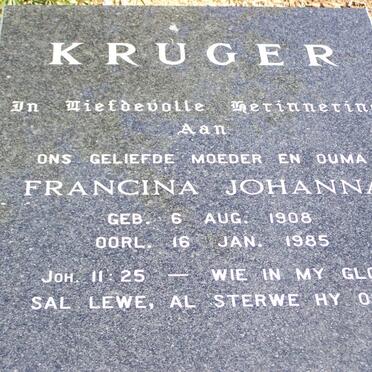 KRUGER
In Liefdevolle Herinnering
Aan
ONS GELIEFDE MOEDER EN OUMA
FRANCINA JOHANNA
GEB. 6 AUG. 1908
OORL. 16 JAN. 1985
JOH. 11:25 — WIE IN MY GLO
SAL LEWE, AL STERWE HY O